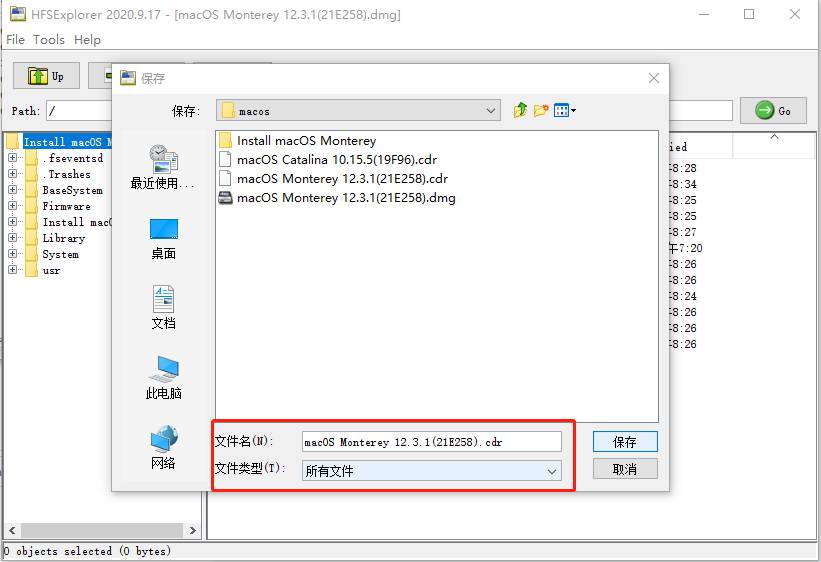 HFSExplorer 2020.9.17 - [macOS Monterey 12.3.1(21E258).dmg]
File Tools Help
Up
Path: /
Go
保存
保存:
macos
最近使用...
桌面
文档
此电脑
网络
Install macOS Monterey
macOS Catalina 10.15.5(19F96).cdr
macOS Monterey 12.3.1(21E258).cdr
macOS Monterey 12.3.1(21E258).dmg
文件名(N):
macOS Monterey 12.3.1(21E258).cdr
保存
文件类型(T):
所有文件
取消
Install macOS M
.fseventsd
.Trashes
BaseSystem
Firmware
Install macO
Library
System
usr
ied
-8:28
-8:34
-8:25
-8:25
-8:27
午7:20
-8:26
-8:26
-8:24
-8:26
-8:26
-8:26
0 objects selected (0 bytes)